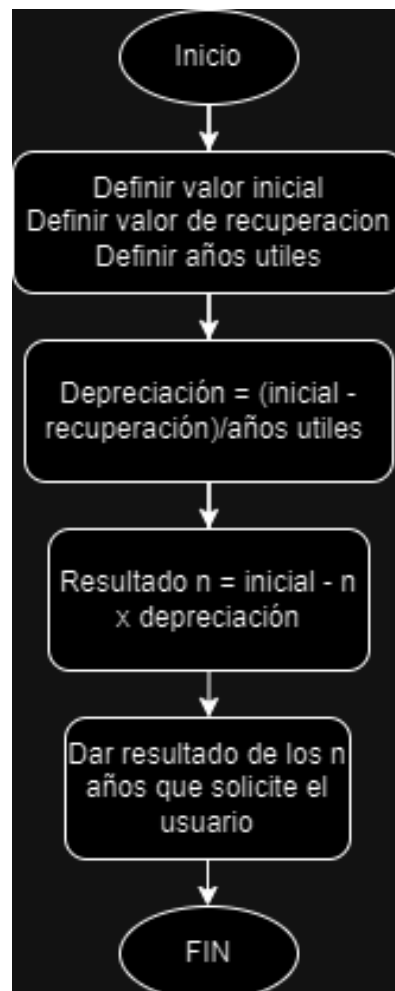 Inicio
Definir valor inicial
Definir valor de recuperacion
Definir años utiles
Depreciación = (inicial -
recuperación)/años utiles
Resultado n = inicial - n
x depreciación
Dar resultado de los n
años que solicite el
usuario
FIN